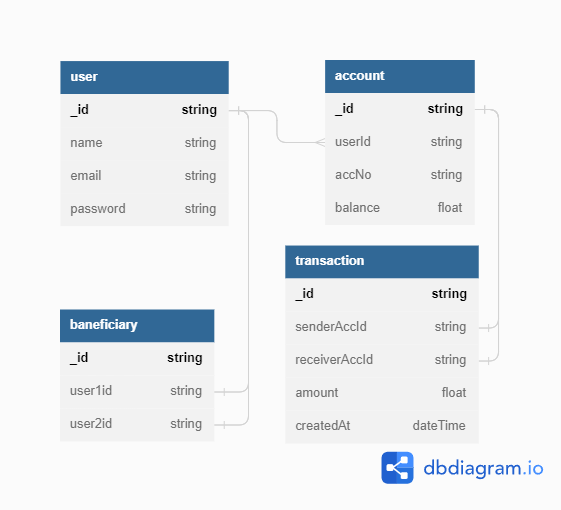 user
_id string
name string
email string
password string
account
_id string
userId string
accNo string
balance float
transaction
_id string
senderAccId string
receiverAccId string
amount float
createdAt dateTime
baneficiary
_id string
user1id string
user2id string
dbdiagram.io